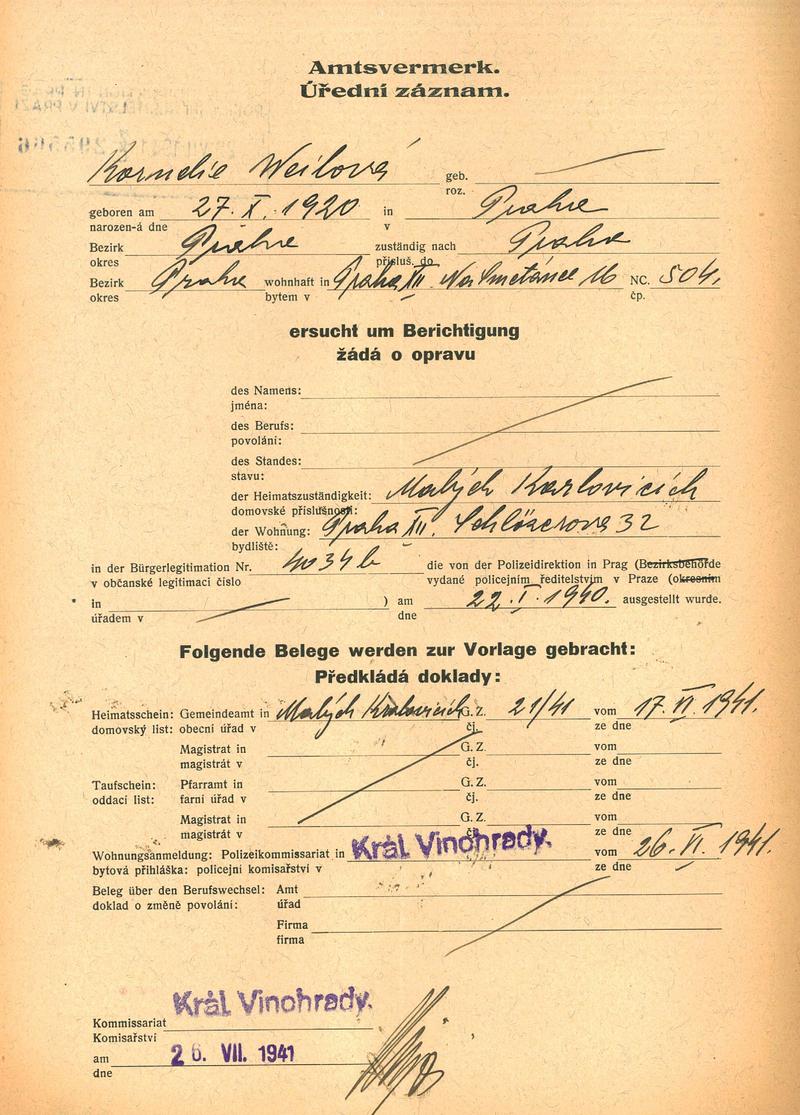 Amtsvermerk.
Úřední záznam.
Kornelie Weilová geb.
roz.
geboren am 27. X. 1920 in Praha
narozen-á dne v
Bezirk Praha zuständig nach Praha
okres přísluš. do
Bezirk Praha wohnhaft in Praha XII. Na Smetance 16 NC. 504.
okres bytem v čp.
ersucht um Berichtigung
žádá o opravu
des Namens:
jména:
des Berufs:
povolání:
des Standes:
stavu:
der Heimatszuständigkeit: Malých Karlovicích
domovské příslušnosti:
der Wohnung: Praha XII. Schlöserova 32
bydliště:
in der Bürgerlegitimation Nr. 4034 b die von der Polizeidirektion in Prag (Bezirksbehörde
v občanské legitimaci číslo vydané policejním ředitelstvím v Praze (okresním
in ) am 22. I. 1940. ausgestellt wurde.
úřadem v dne
Folgende Belege werden zur Vorlage gebracht:
Předkládá doklady:
Heimatsschein: Gemeindeamt in Malých Kralovicích G. Z. 21/41 vom 17. VI. 1941.
domovský list: obecní úřad v čj. ze dne
Magistrat in G. Z. vom
magistrát v čj. ze dne
Taufschein: Pfarramt in G. Z. vom
oddací list: farní úřad v čj. ze dne
Magistrat in G. Z. vom
magistrát v čj. ze dne
Wohnungsanmeldung: Polizeikommissariat in Král. Vinohrady. vom 26. VI. 1941.
bytová přihláška: policejní komisařství v ze dne
Beleg über den Berufswechsel: Amt
doklad o změně povolání: úřad
Firma
firma
Král. Vinohrady.
Kommissariat
Komisařství
am 26. VII. 1941
dne